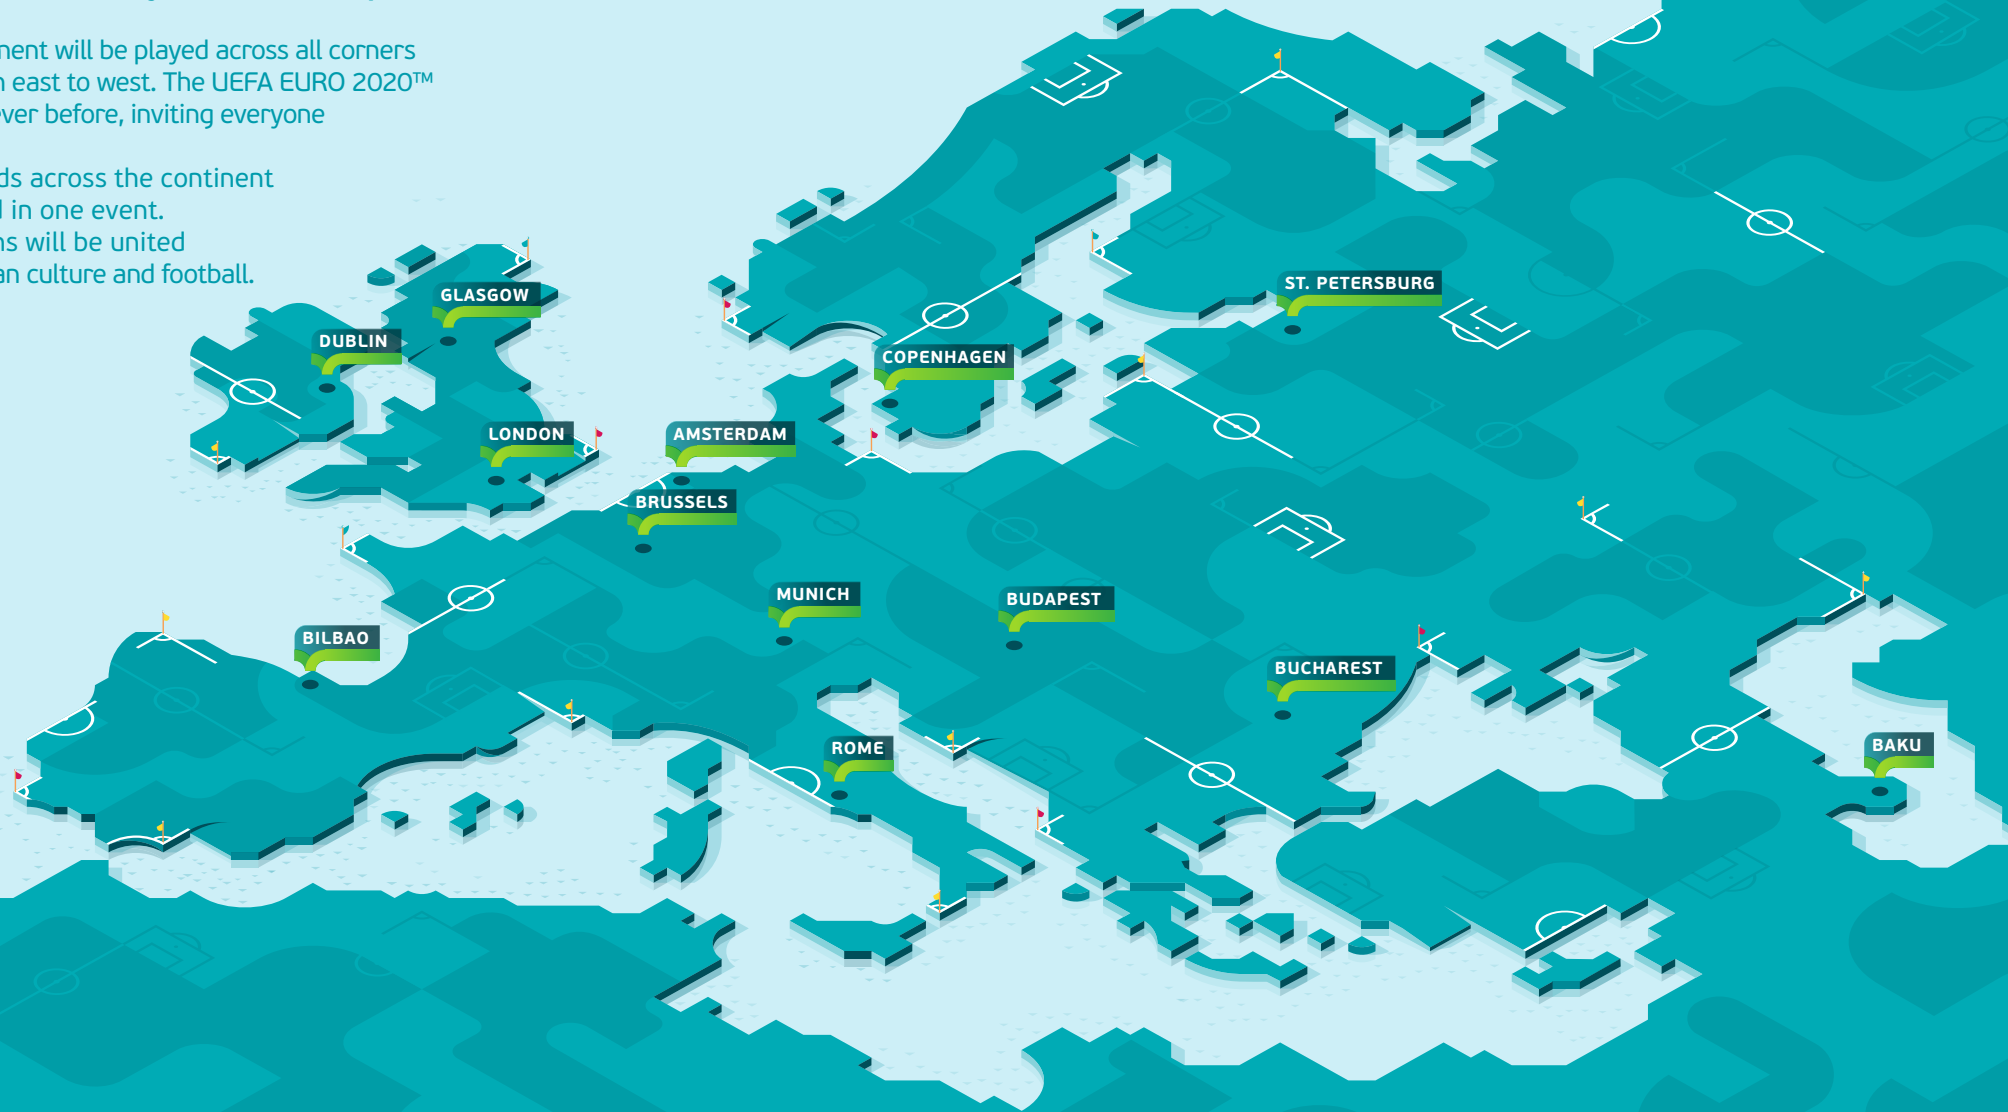 nent will be played across all corners
east to west. The UEFA EURO 2020™
ever before, inviting everyone
ds across the continent
in one event.
ns will be united
an culture and football.
GLASGOW
DUBLIN
ST. PETERSBURG
COPENHAGEN
LONDON
AMSTERDAM
BRUSSELS
MUNICH
BUDAPEST
BILBAO
BUCHAREST
ROME
BAKU